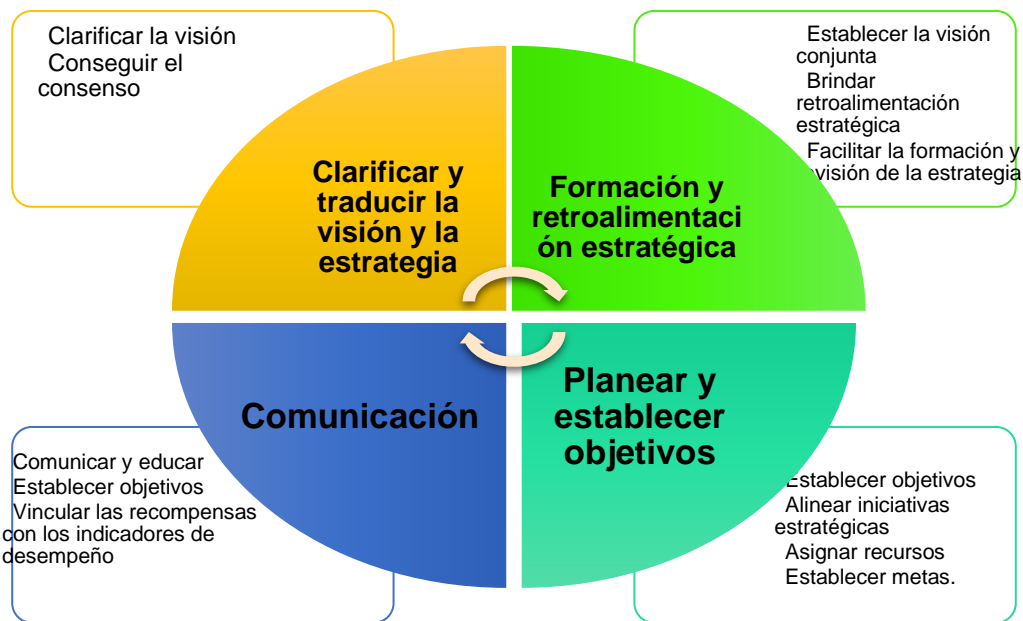 Clarificar la visión
Conseguir el
consenso
Establecer la visión
conjunta
Brindar
retroalimentación
estratégica
Facilitar la formación y
visión de la estrategia
Clarificar y
traducir la
visión y la
estrategia
Formación y
retroalimentaci
ón estratégica
Comunicación
Planear y
establecer
objetivos
Comunicar y educar
Establecer objetivos
Vincular las recompensas
con los indicadores de
desempeño
Establecer objetivos
Alinear iniciativas
estratégicas
Asignar recursos
Establecer metas.